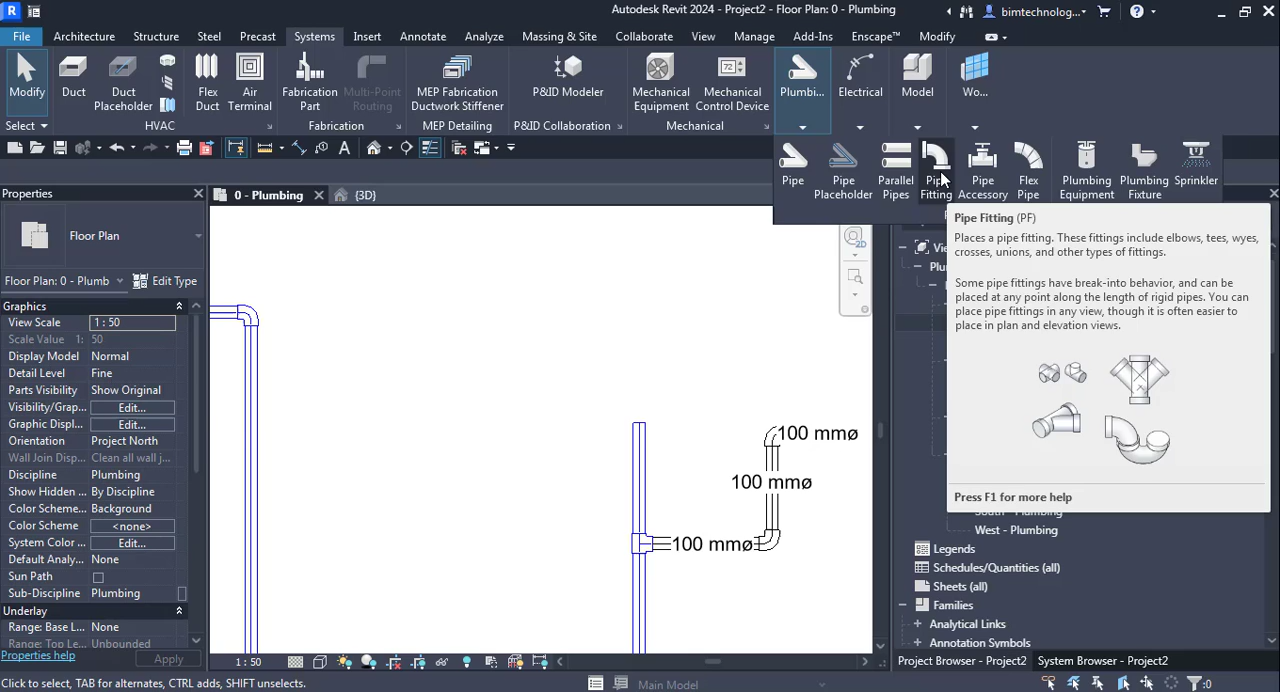 Autodesk Revit 2024 - Project2 - Floor Plan: 0 - Plumbing
bimtechnolog...
File Architecture Structure Steel Precast Systems Insert Annotate Analyze Massing & Site Collaborate View Manage Add-Ins Enscape™ Modify
Modify
Duct
Duct Placeholder
Flex Duct
Air Terminal
Fabrication Part
Multi-Point Routing
MEP Fabrication Ductwork Stiffener
P&ID Modeler
Mechanical Equipment
Mechanical Control Device
Plumbi...
Electrical
Model
Wo...
Select HVAC Fabrication MEP Detailing P&ID Collaboration Mechanical
Pipe
Pipe Placeholder
Parallel Pipes
Fitting
Pipe Accessory
Flex Pipe
Plumbing Equipment
Plumbing Fixture
Sprinkler
Properties
0 - Plumbing
{3D}
Floor Plan
Floor Plan: 0 - Plumb
Edit Type
Graphics
View Scale 1 : 50
Scale Value 1: 50
Display Model Normal
Detail Level Fine
Parts Visibility Show Original
Visibility/Grap... Edit...
Graphic Displ... Edit...
Orientation Project North
Wall Join Disp... Clean all wall j...
Discipline Plumbing
Show Hidden ... By Discipline
Color Scheme... Background
Color Scheme <none>
System Color ... Edit...
Default Analy... None
Sun Path
Sub-Discipline Plumbing
Underlay
Range: Base L... None
Range: Top Le... Unbounded
Properties help
Apply
100 mmø
100 mmø
100 mmø
2D
Pipe Fitting (PF)
Places a pipe fitting. These fittings include elbows, tees, wyes,
crosses, unions, and other types of fittings.
Some pipe fittings have break-into behavior, and can be
placed at any point along the length of rigid pipes. You can
place pipe fittings in any view, though it is often easier to
place in plan and elevation views.
Press F1 for more help
South - Plumbing
West - Plumbing
Legends
Schedules/Quantities (all)
Sheets (all)
Families
Analytical Links
Annotation Symbols
Project Browser - Project2 System Browser - Project2
1 : 50
Click to select, TAB for alternates, CTRL adds, SHIFT unselects.
Main Model
:0